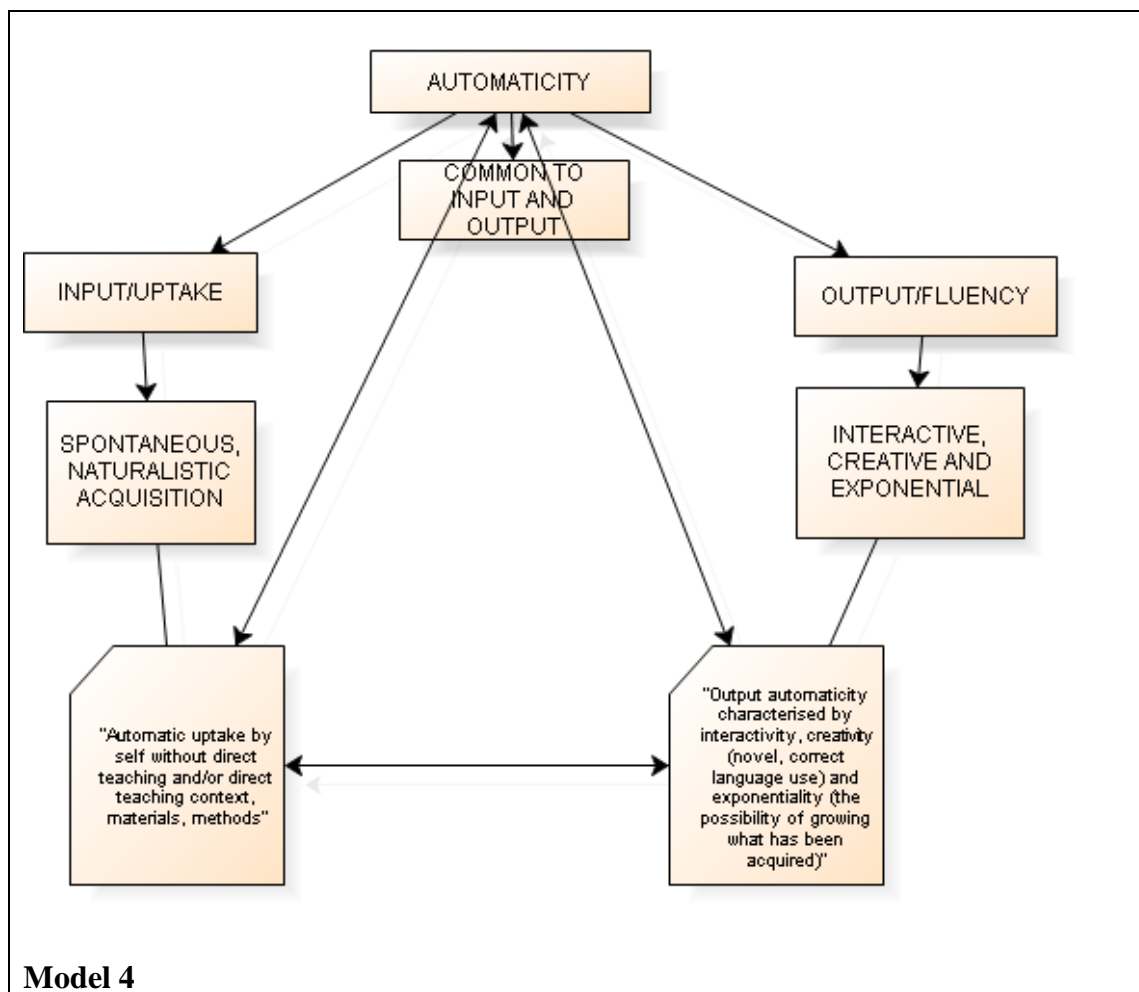 AUTOMATICITY
COMMON TO
INPUT AND
OUTPUT
INPUT/UPTAKE
OUTPUT/FLUENCY
SPONTANEOUS,
NATURALISTIC
ACQUISITION
INTERACTIVE,
CREATIVE AND
EXPONENTIAL
"Automatic uptake by
self without direct
teaching and/or direct
teaching context,
materials, methods"
"Output automaticity
characterised by
interactivity, creativity
(novel, correct
language use) and
exponentiality (the
possibility of growing
what has been
acquired)"
Model 4